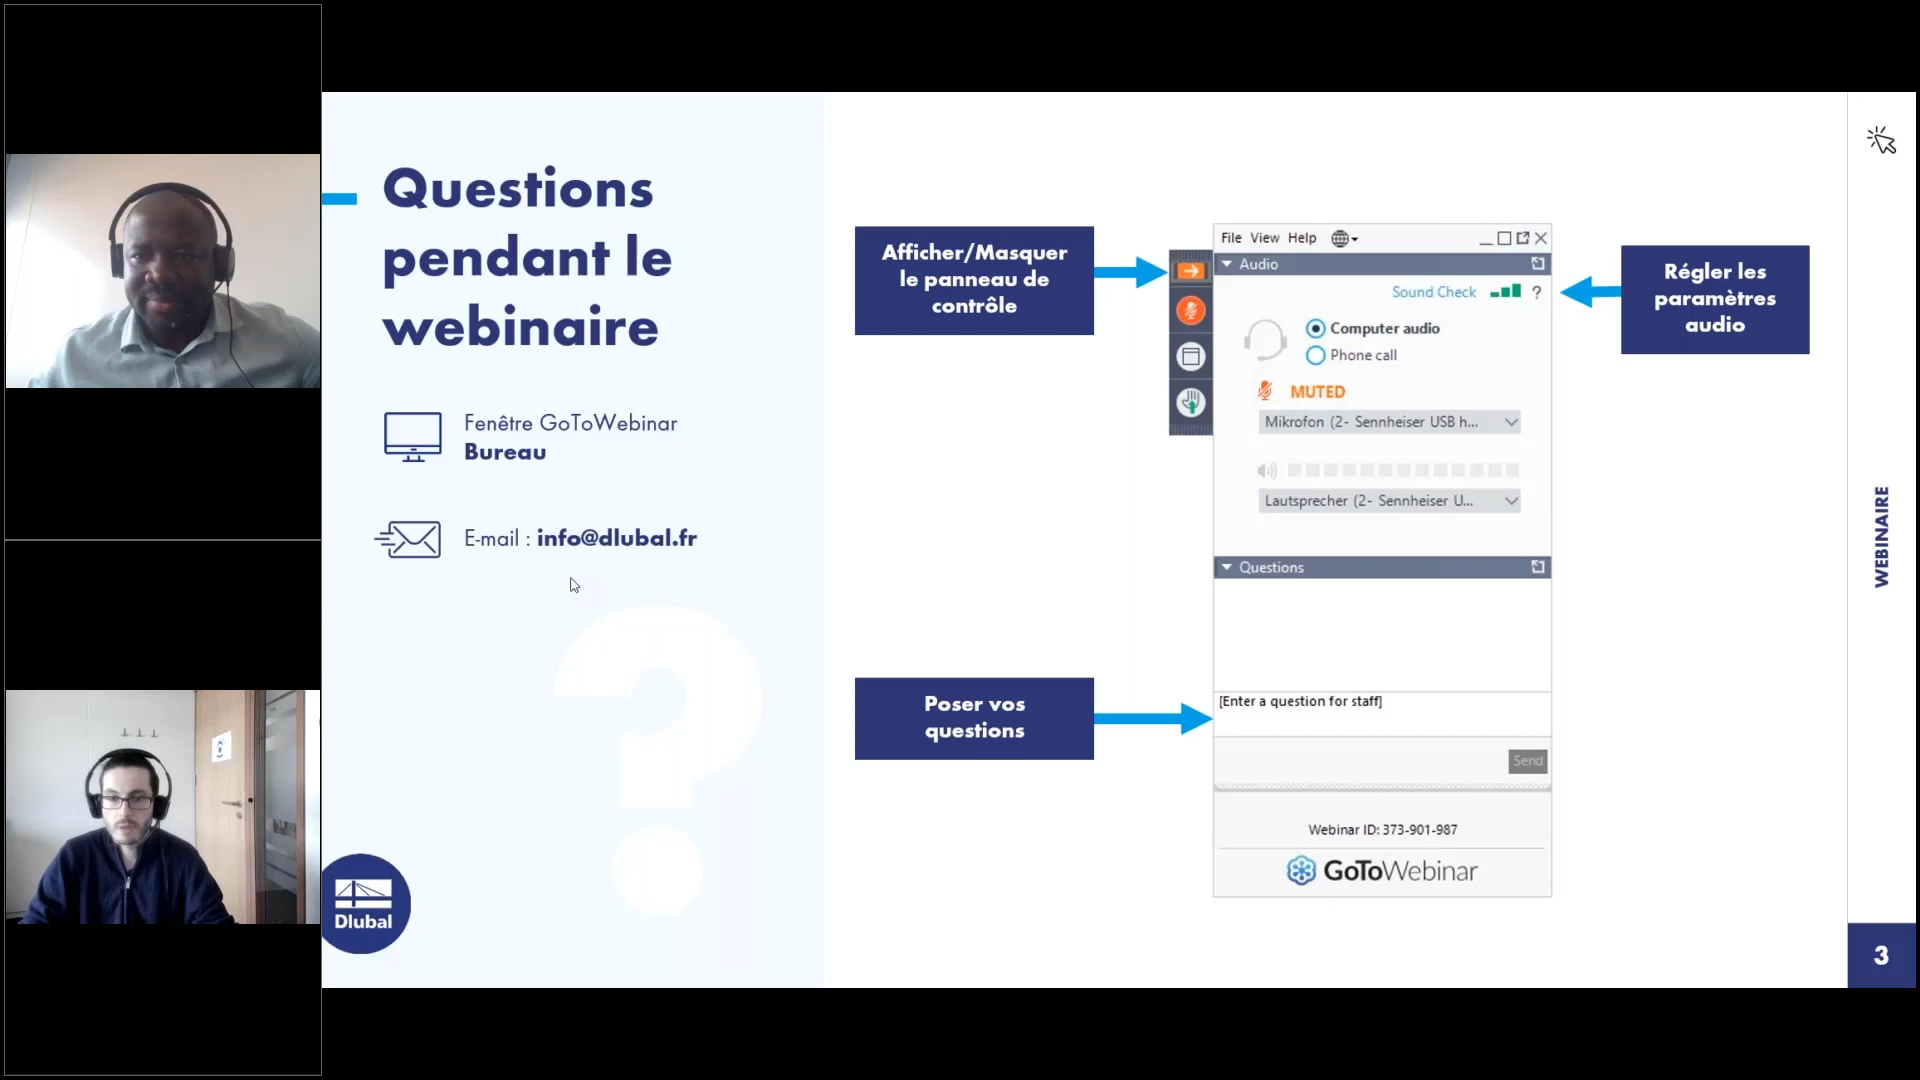 Questions
pendant le
webinaire
Fenêtre GoToWebinar
Bureau
E-mail : info@dlubal.fr
Dlubal
Afficher/Masquer
le panneau de
contrôle
Poser vos
questions
File View Help
Audio
Sound Check ?
Computer audio
Phone call
MUTED
Mikrofon (2- Sennheiser USB h...
Lautsprecher (2- Sennheiser U...
Questions
[Enter a question for staff]
Send
Webinar ID: 373-901-987
GoToWebinar
Régler les
paramètres
audio
WEBINAIRE
3